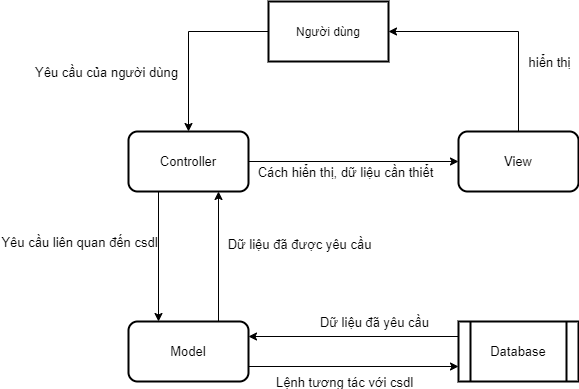 Người dùng
Yêu cầu của người dùng
hiển thị
Controller
Cách hiển thị, dữ liệu cần thiết
View
Yêu cầu liên quan đến csdl
Dữ liệu đã được yêu cầu
Dữ liệu đã yêu cầu
Model
Database
Lệnh tương tác với csdl